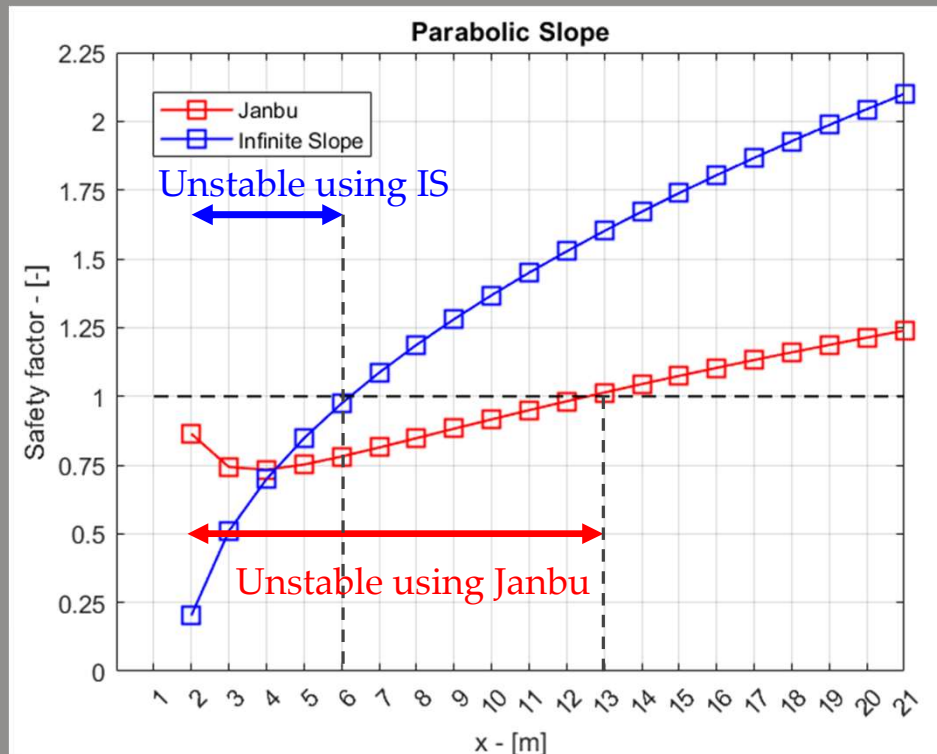 Parabolic Slope
Janbu
Infinite Slope
Unstable using IS
Unstable using Janbu
Safety factor - [-]
2.25
2
1.75
1.5
1.25
1
0.75
0.5
0.25
0
1 2 3 4 5 6 7 8 9 10 11 12 13 14 15 16 17 18 19 20 21
x - [m]